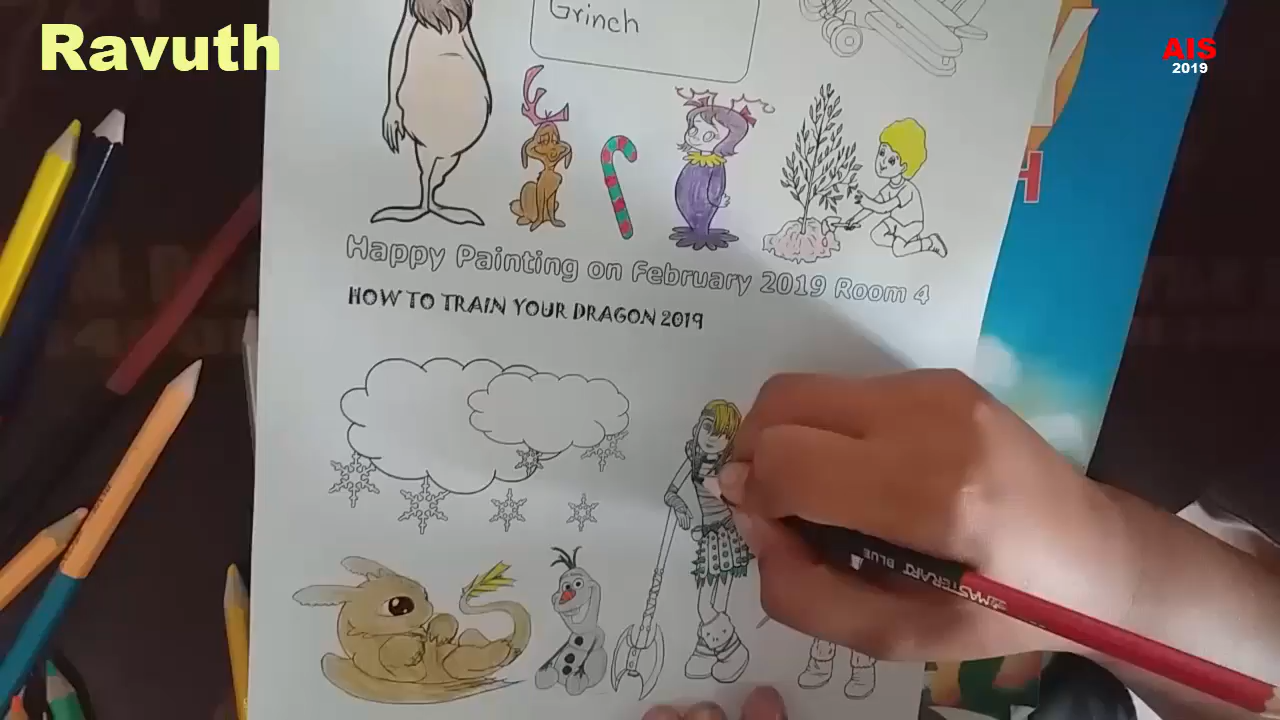 Ravuth
AIS
2019
Grinch
H
Happy Painting on February 2019 Room 4
HOW TO TRAIN YOUR DRAGON 2019
MASTERART BLUE